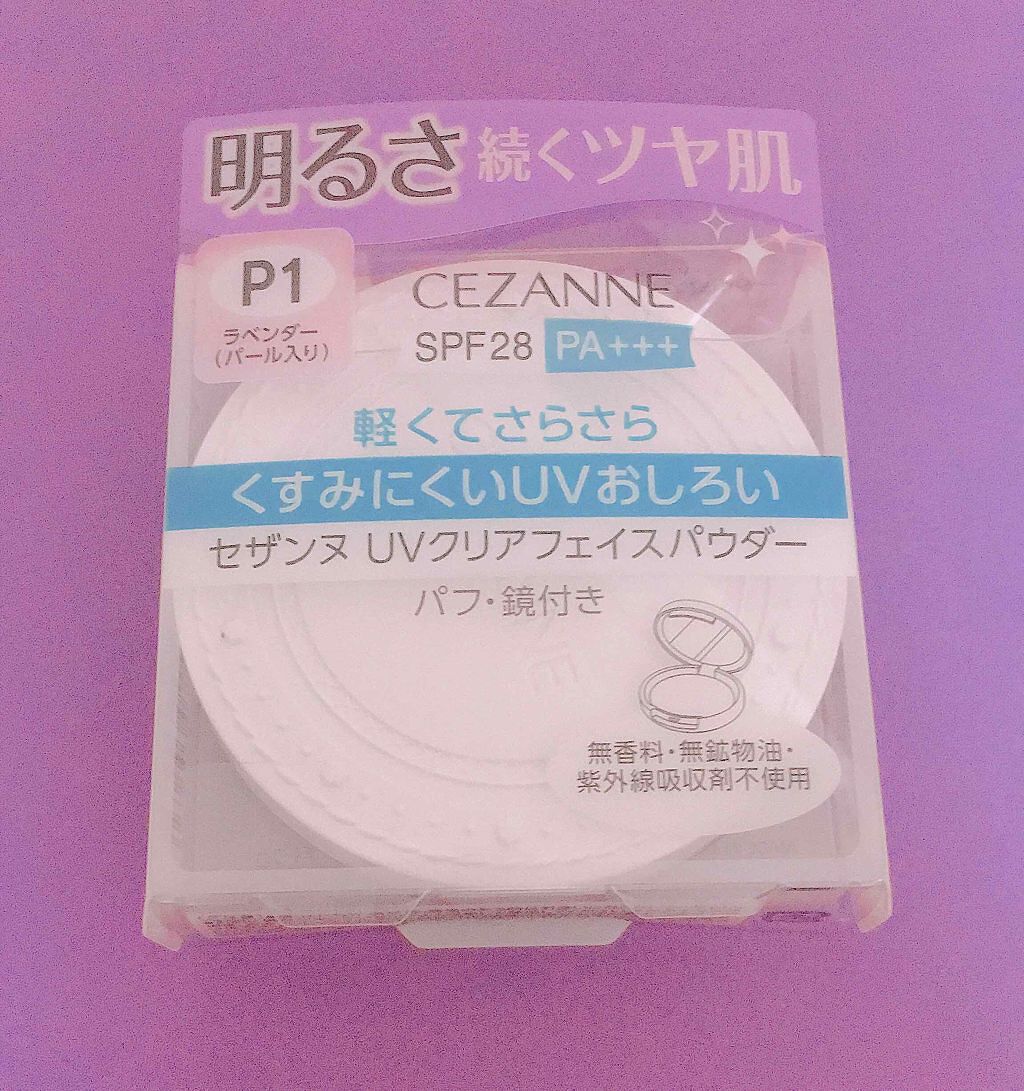 明るさ続くツヤ肌
P1
ラベンダー
(パール入り)
CEZANNE
SPF28 PA+++
軽くてさらさら
くすみにくいUVおしろい
セザンヌ UVクリアフェイスパウダー
パフ・鏡付き
無香料・無鉱物油・
紫外線吸収剤不使用